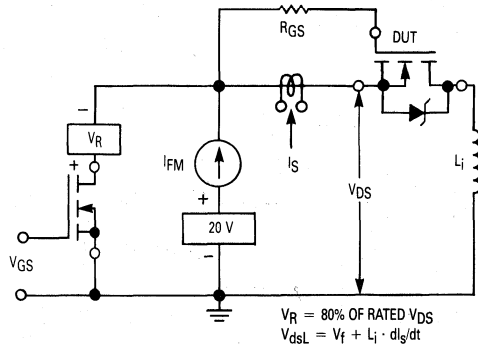 RGS
DUT
–
VR
+
IFM
+
20 V
–
IS
VDS
Li
VGS
VR = 80% OF RATED VDS
VdsL = Vf + Li · dIs/dt